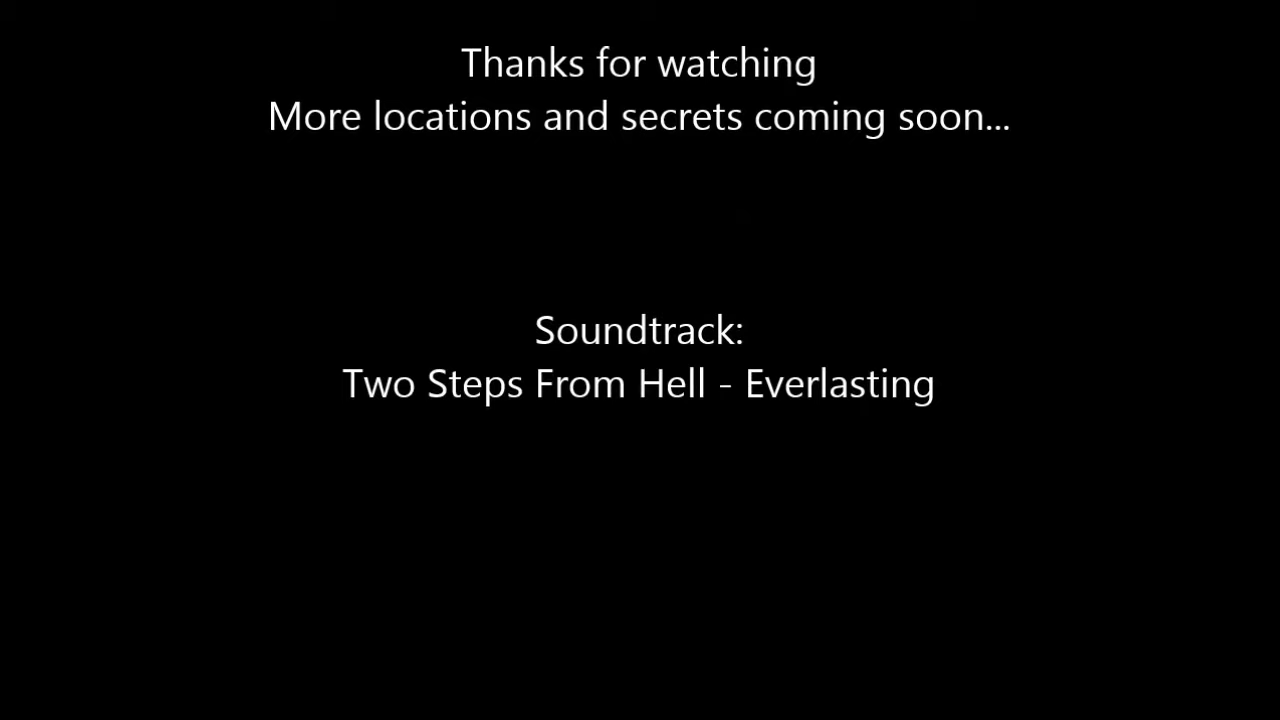 Thanks for watching
More locations and secrets coming soon...
Soundtrack:
Two Steps From Hell - Everlasting